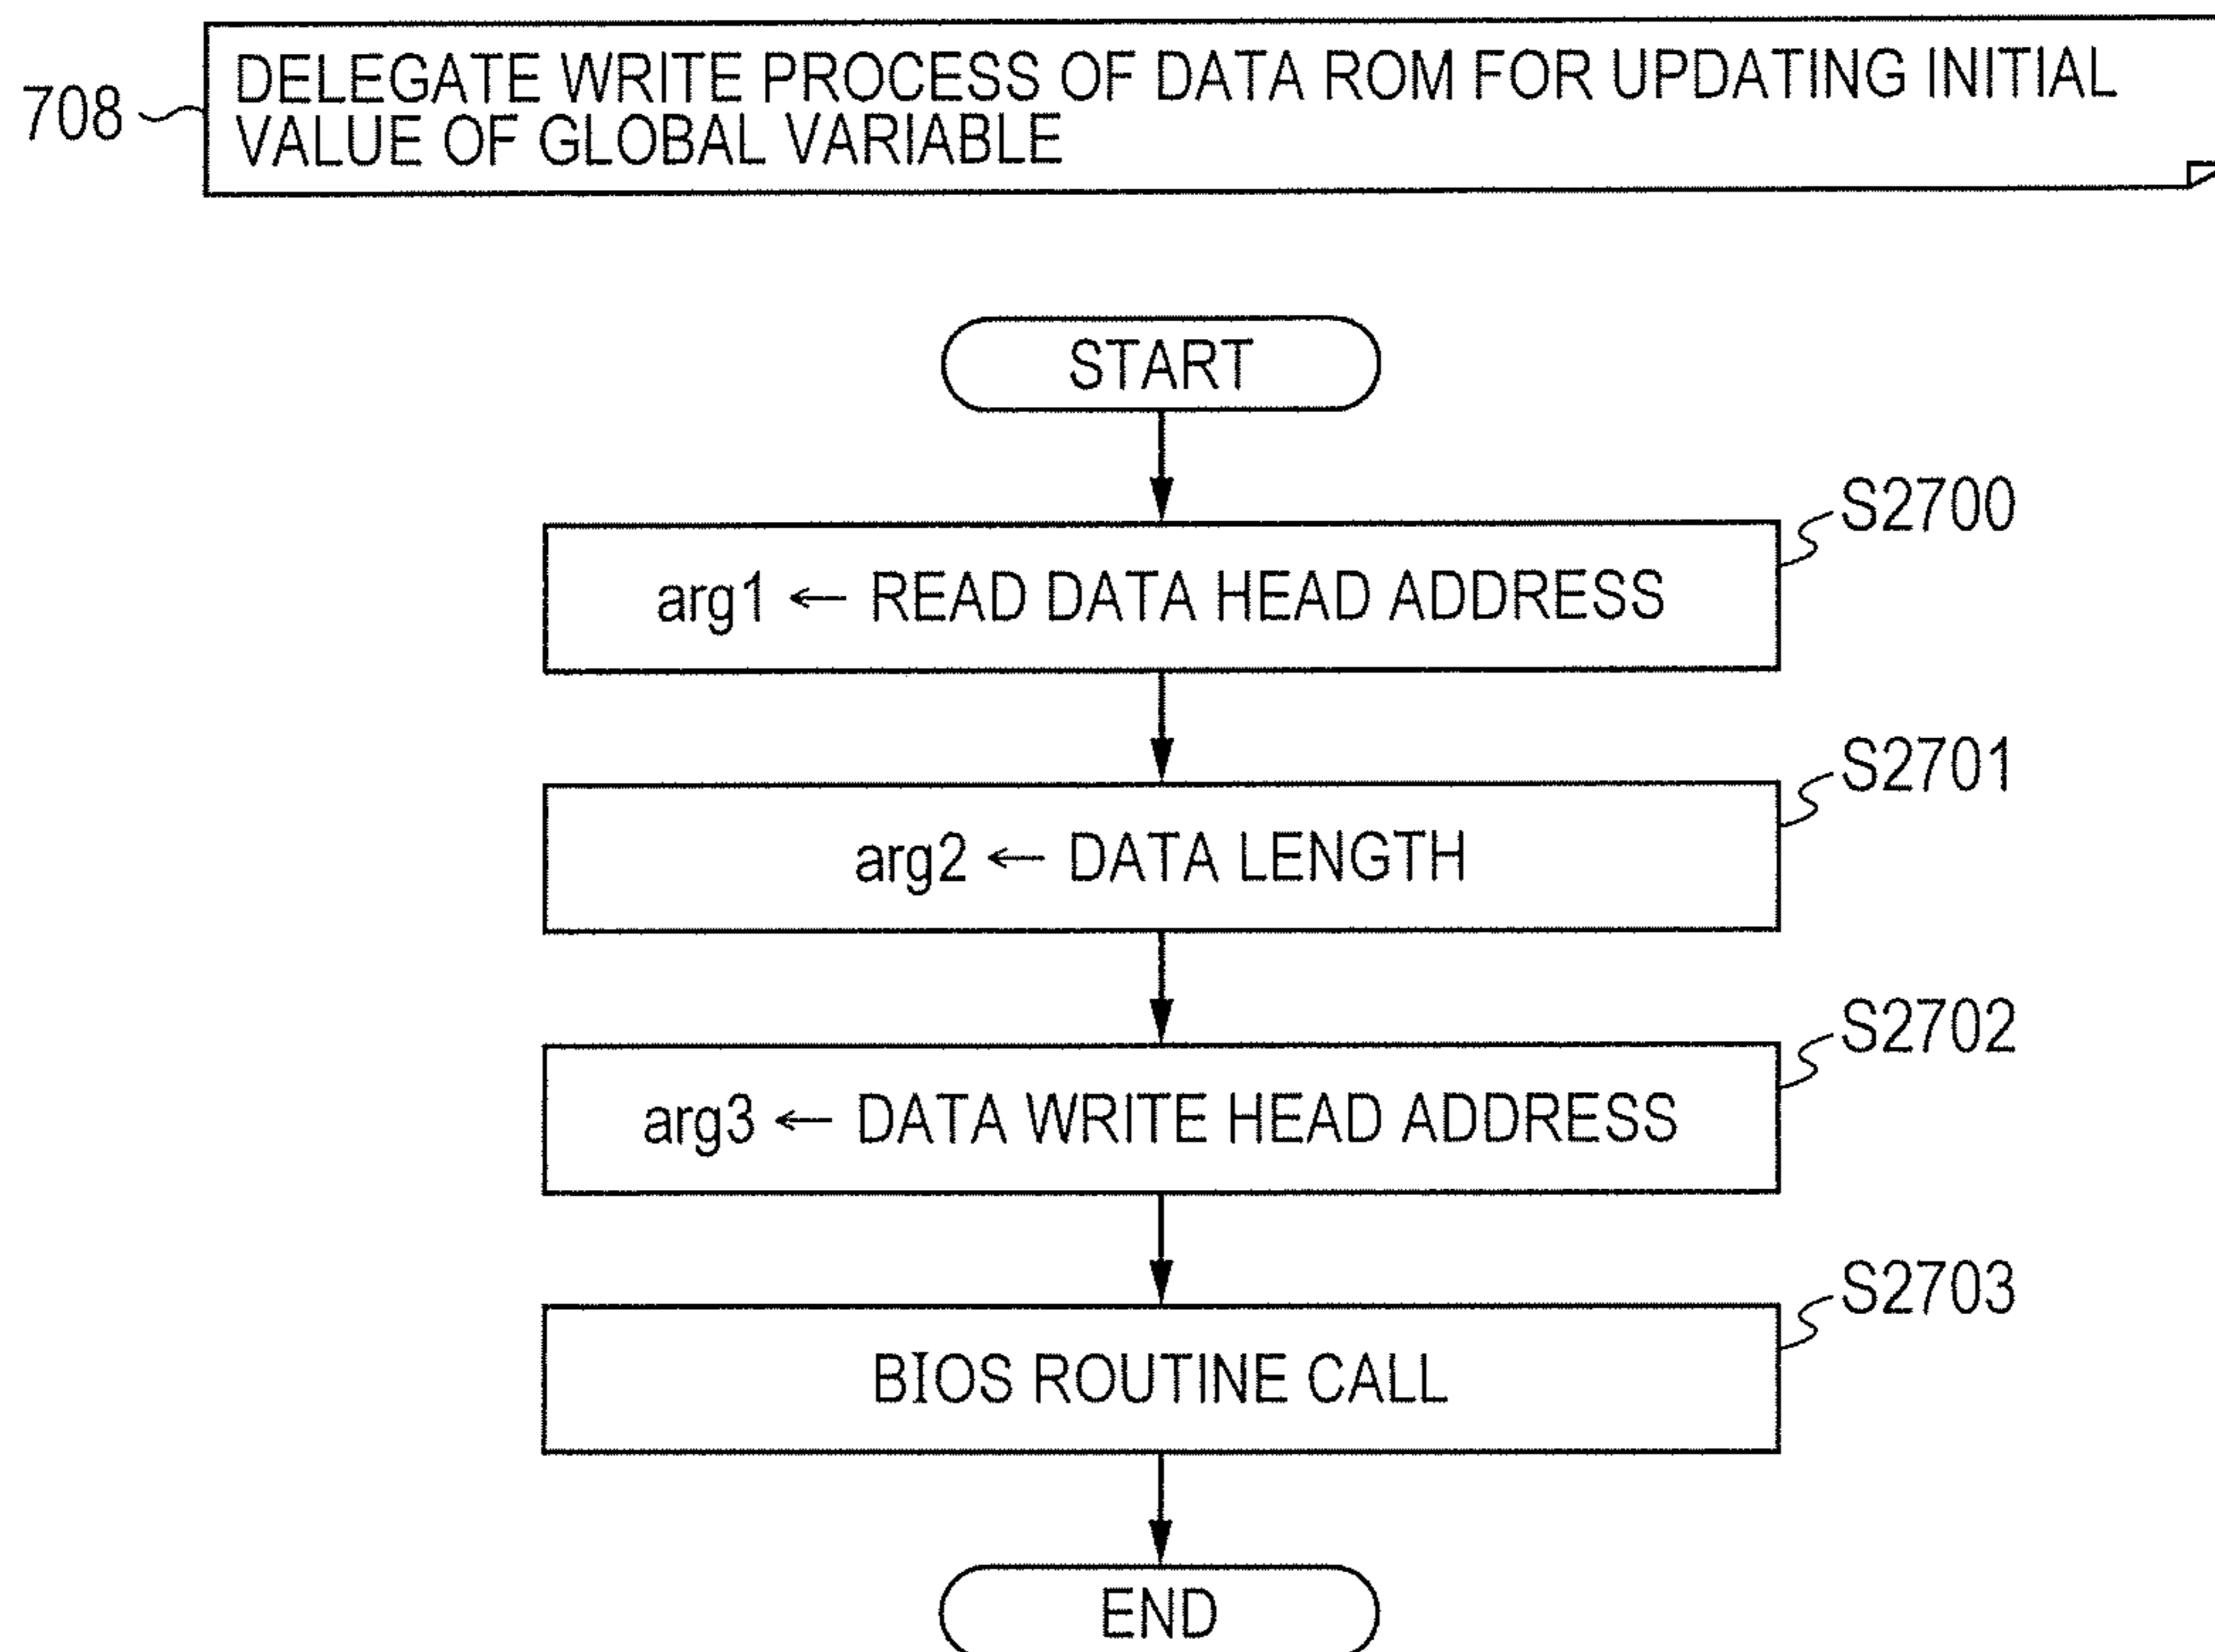 708
DELEGATE WRITE PROCESS OF DATA ROM FOR UPDATING INITIAL
VALUE OF GLOBAL VARIABLE
START
S2700
arg1 ← READ DATA HEAD ADDRESS
S2701
arg2 ← DATA LENGTH
S2702
arg3 ← DATA WRITE HEAD ADDRESS
S2703
BIOS ROUTINE CALL
END